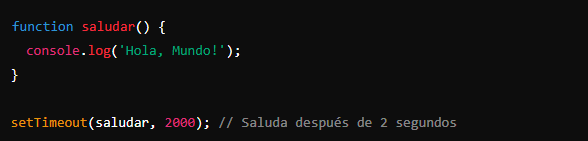 function saludar() {
  console.log('Hola, Mundo!');
}
setTimeout(saludar, 2000); // Saluda después de 2 segundos